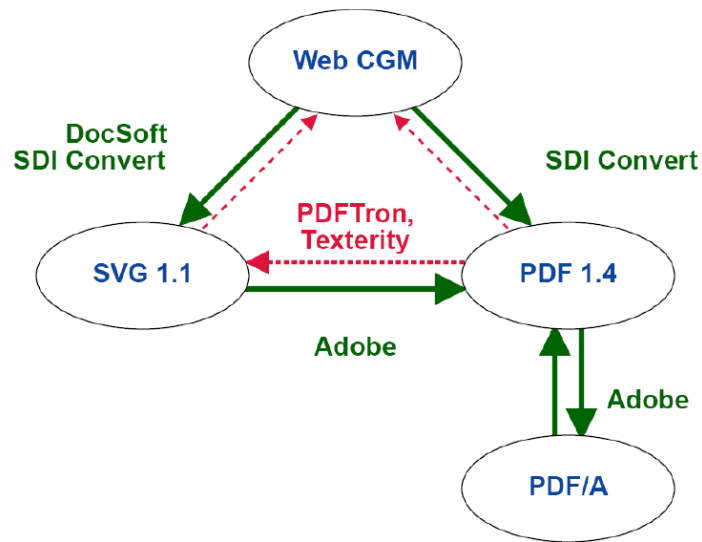 Web CGM
DocSoft
SDI Convert
SDI Convert
PDFTron,
Texterity
SVG 1.1
PDF 1.4
Adobe
Adobe
PDF/A